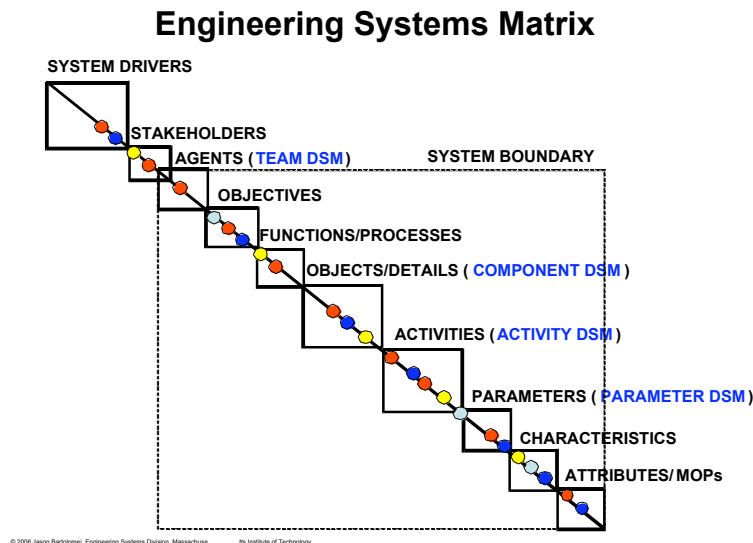 Engineering Systems Matrix
SYSTEM DRIVERS
STAKEHOLDERS
AGENTS (TEAM DSM)
SYSTEM BOUNDARY
OBJECTIVES
FUNCTIONS/PROCESSES
OBJECTS/DETAILS ( COMPONENT DSM )
ACTIVITIES (ACTIVITY DSM )
PARAMETERS ( PARAMETER DSM )
CHARACTERISTICS
ATTRIBUTES/ MOPs
© 2006 Jason Bartolomei, Engineering Systems Division, Massachuse tts Institute of Technology